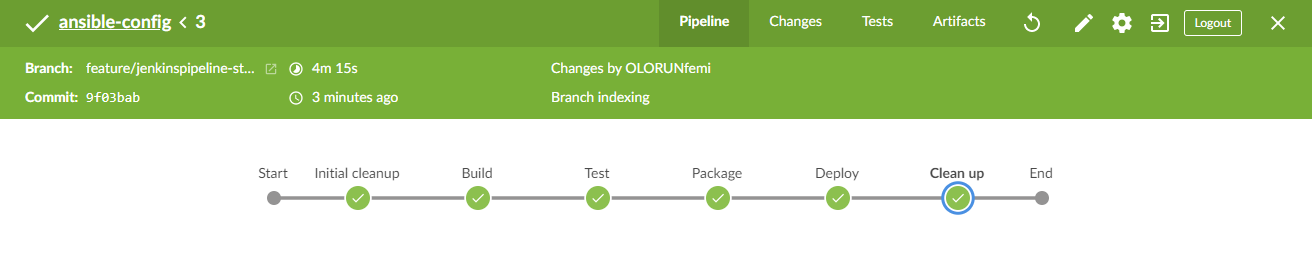 ansible-config < 3 Pipeline Changes Tests Artifacts Logout
Branch: feature/jenkinspipeline-st... 4m 15s Changes by OLORUNfemi
Commit: 9f03bab 3 minutes ago Branch indexing
Start Initial cleanup Build Test Package Deploy Clean up End